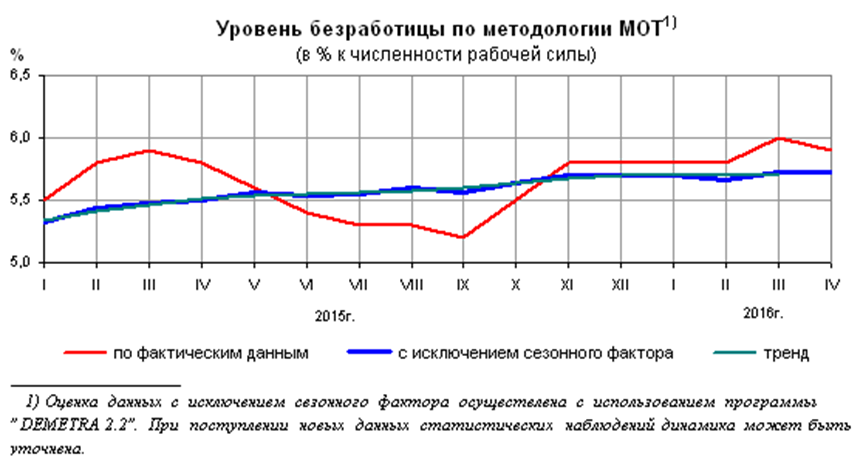 Уровень безработицы по методологии МОТ1)
(в % к численности рабочей силы)
%
6,5
6,0
5,5
5,0
I II III IV V VI VII VIII IX X XI XII I II III IV
2015г. 2016г.
по фактическим данным с исключением сезонного фактора тренд
1) Оценка данных с исключением сезонного фактора осуществлена с использованием программы
"DEMETRA 2.2". При поступлении новых данных статистических наблюдений динамика может быть
уточнена.